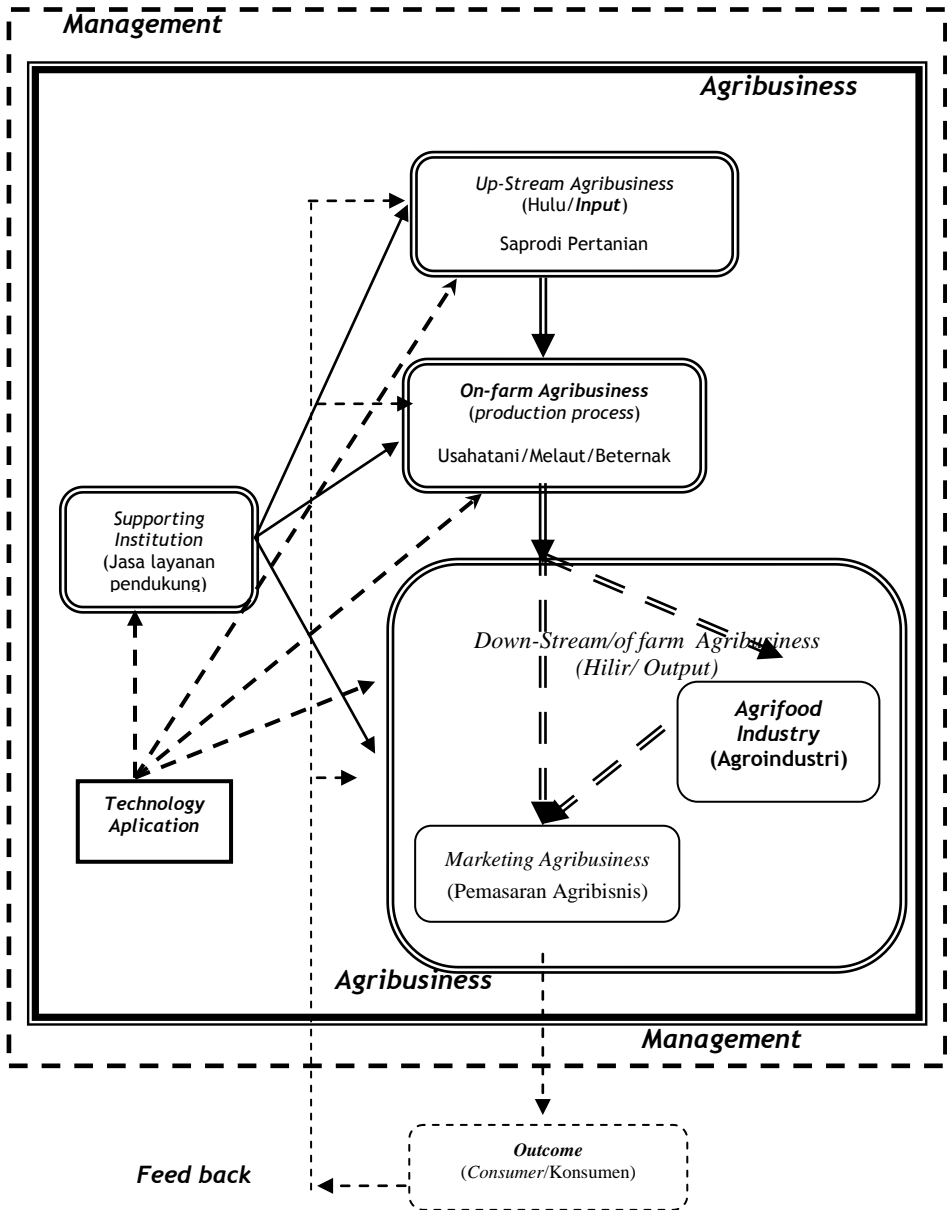 Management
Agribusiness
Up-Stream Agribusiness
(Hulu/Input)
Saprodi Pertanian
On-farm Agribusiness
(production process)
Usahatani/Melaut/Beternak
Supporting
Institution
(Jasa layanan
pendukung)
Down-Stream/of farm Agribusiness
(Hilir/ Output)
Agrifood
Industry
(Agroindustri)
Technology
Aplication
Marketing Agribusiness
(Pemasaran Agribisnis)
Agribusiness
Management
Outcome
(Consumer/Konsumen)
Feed back